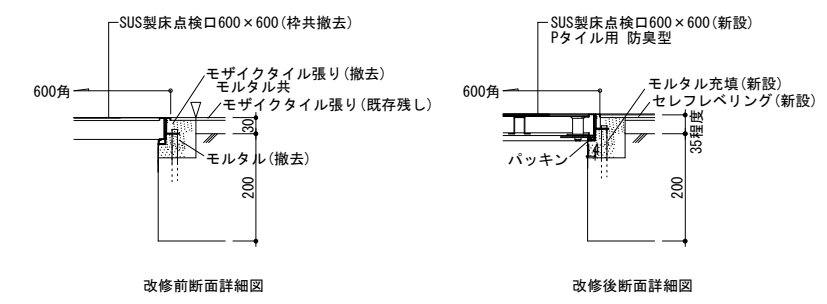 SUS製床点検口600×600(枠共撤去)
モザイクタイル張り(撤去)
モルタル共
600角
モザイクタイル張り(既存残し)
30
モルタル(撤去)
200
改修前断面詳細図
SUS製床点検口600×600(新設)
Pタイル用 防臭型
600角
モルタル充填(新設)
セレフレベリング(新設)
35程度
パッキン
4
200
改修後断面詳細図